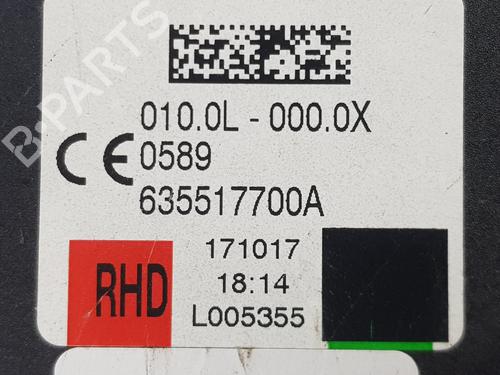 010.0L - 000.0X
CE 0589
635517700A
171017
RHD
18:14
L005355
B-PARTS